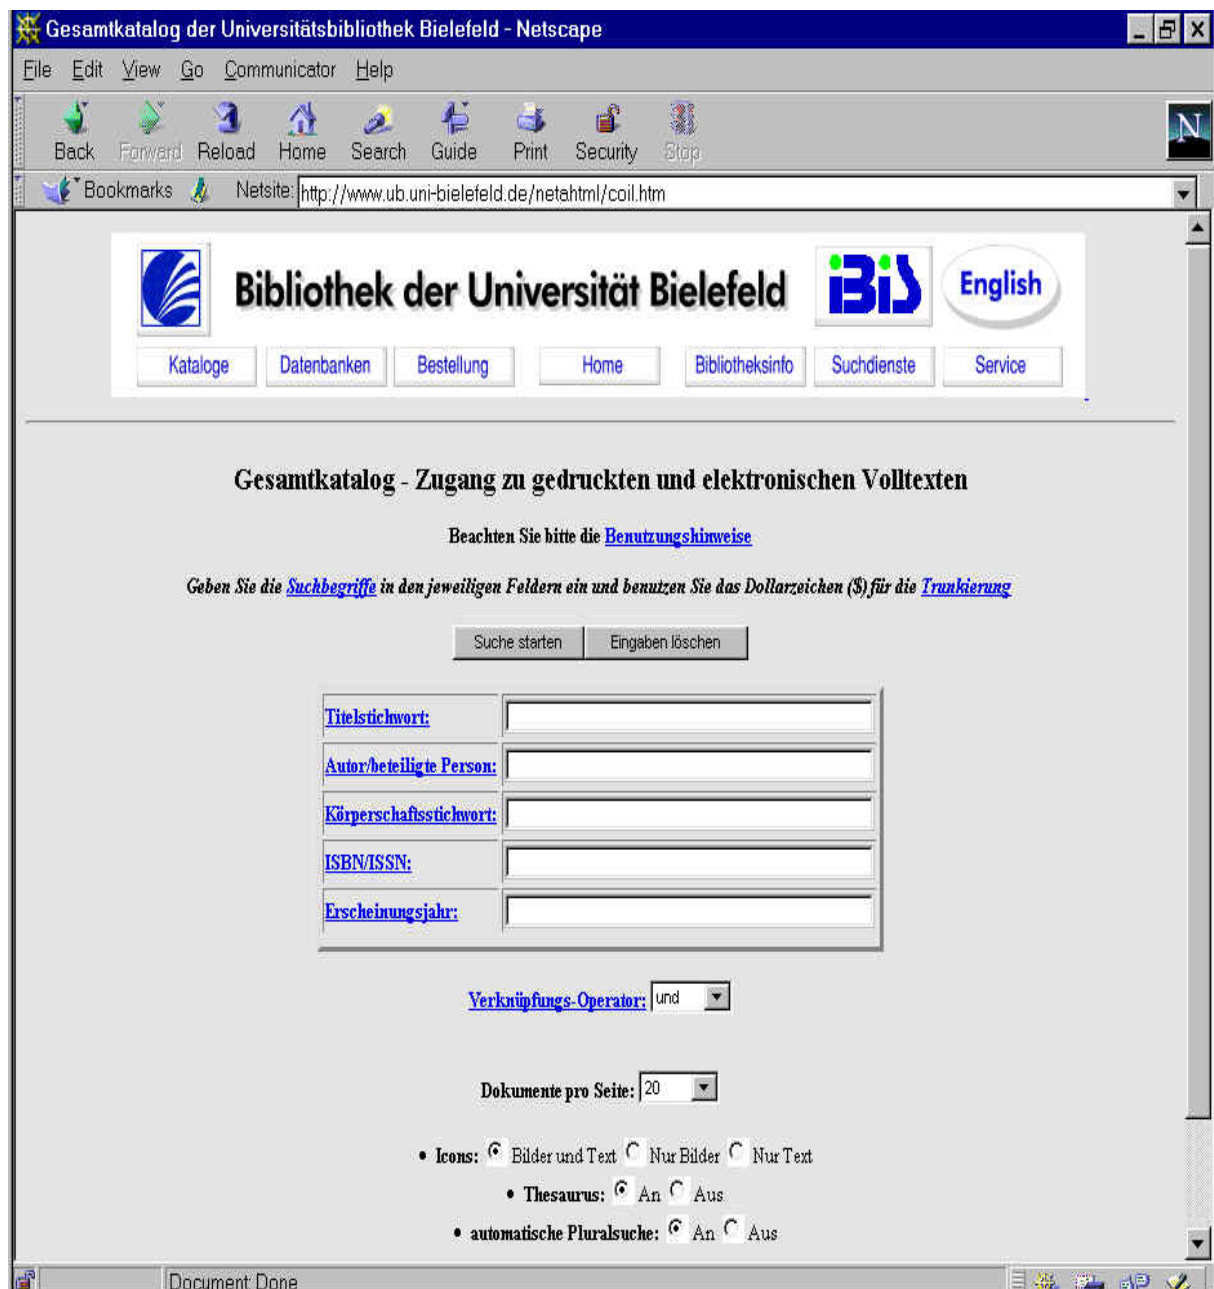 Gesamtkatalog der Universitätsbibliothek Bielefeld - Netscape
File Edit View Go Communicator Help
Back Forward Reload Home Search Guide Print Security Stop
N
Bookmarks Netsite: http://www.ub.uni-bielefeld.de/netahtml/coil.htm
Bibliothek der Universität Bielefeld iBiS English
Kataloge Datenbanken Bestellung Home Bibliotheksinfo Suchdienste Service
Gesamtkatalog - Zugang zu gedruckten und elektronischen Volltexten
Beachten Sie bitte die Benutzungshinweise
Geben Sie die Suchbegriffe in den jeweiligen Feldern ein und benutzen Sie das Dollarzeichen ($) für die Trunkierung
Suche starten Eingaben löschen
Titelstichwort:
Autor/beteiligte Person:
Körperschaftsstichwort:
ISBN/ISSN:
Erscheinungsjahr:
Verknüpfungs-Operator: und
Dokumente pro Seite: 20
• Icons: Bilder und Text Nur Bilder Nur Text
• Thesaurus: An Aus
• automatische Pluralsuche: An Aus
Document: Done